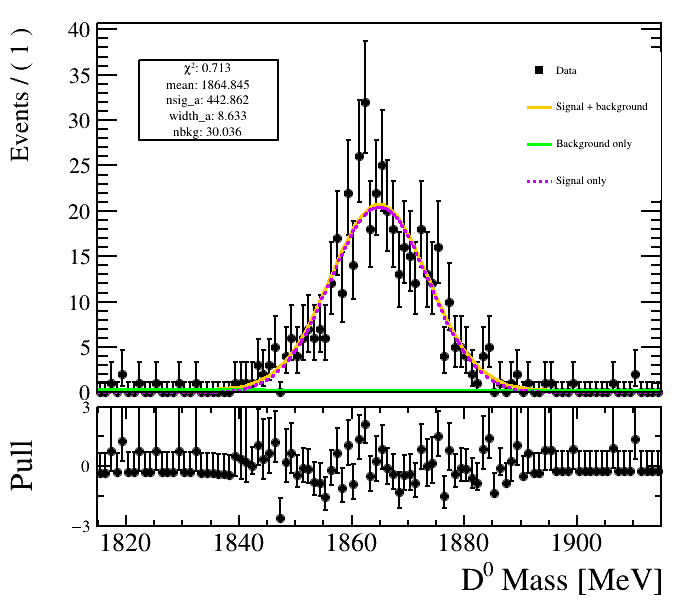 40
35
30
25
20
15
10
5
0
Events / ( 1 )
χ²: 0.713
mean: 1864.845
nsig_a: 442.862
width_a: 8.633
nbkg: 30.036
Data
Signal + background
Background only
Signal only
3
0
−3
Pull
1820 1840 1860 1880 1900
D⁰ Mass [MeV]